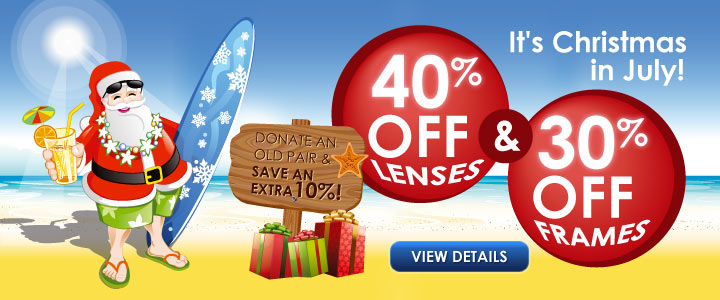 It's Christmas
in July!
40%
OFF
LENSES
&
30%
OFF
FRAMES
DONATE AN
OLD PAIR &
SAVE AN
EXTRA 10%!
VIEW DETAILS